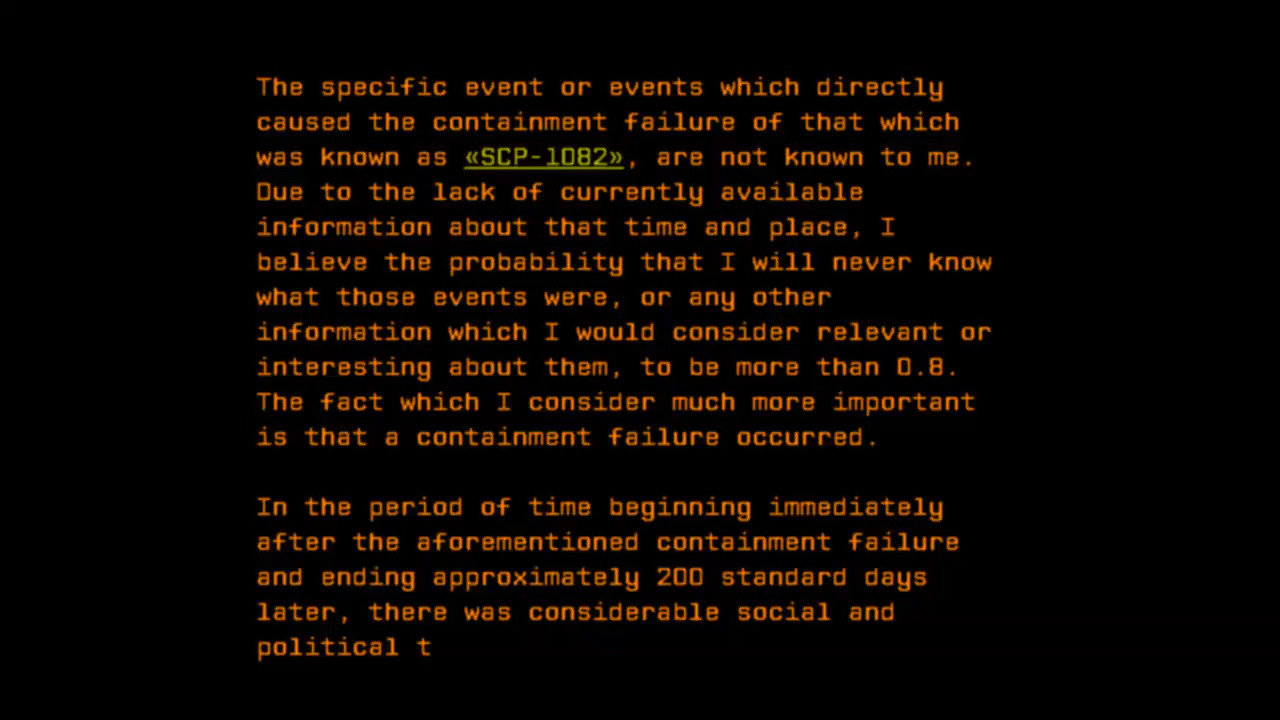 The specific event or events which directly
caused the containment failure of that which
was known as «SCP-1082», are not known to me.
Due to the lack of currently available
information about that time and place, I
believe the probability that I will never know
what those events were, or any other
information which I would consider relevant or
interesting about them, to be more than 0.8.
The fact which I consider much more important
is that a containment failure occurred.
In the period of time beginning immediately
after the aforementioned containment failure
and ending approximately 200 standard days
later, there was considerable social and
political t